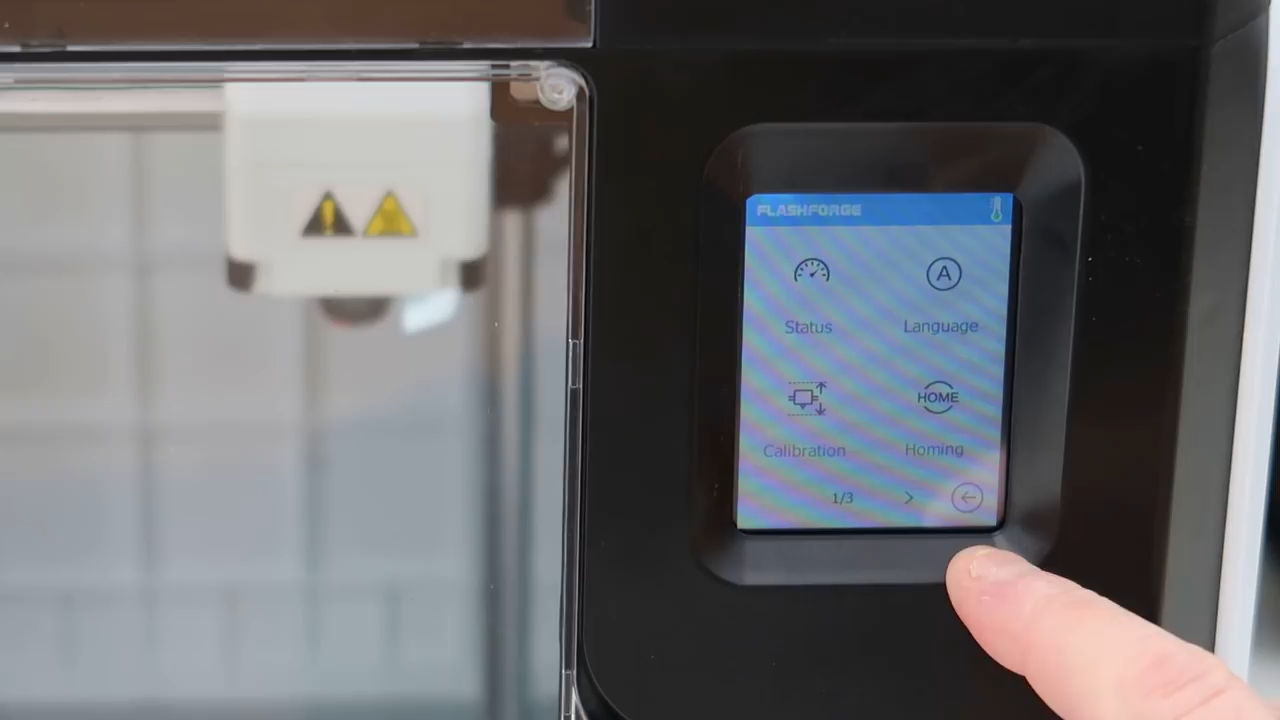 FLASHFORGE
Status
A
Language
HOME
Calibration
Homing
1/3 >